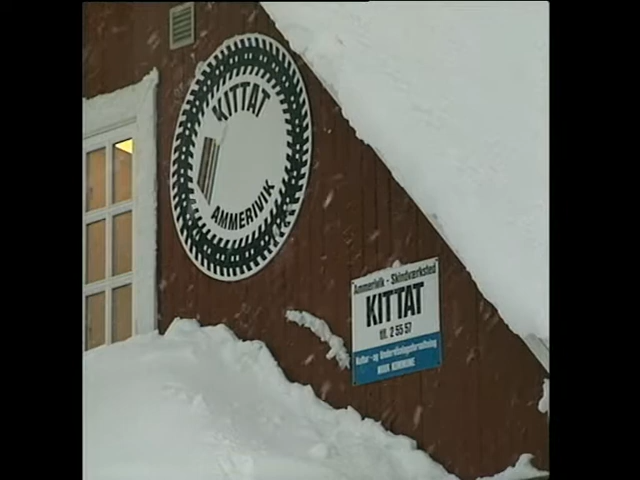 KITTAT
AMMERIVIK
Ammerivik - Skindværksted
KITTAT
tlf. 2 55 57
Kultur- og Undervisningsforvaltning
NUUK KOMMUNE